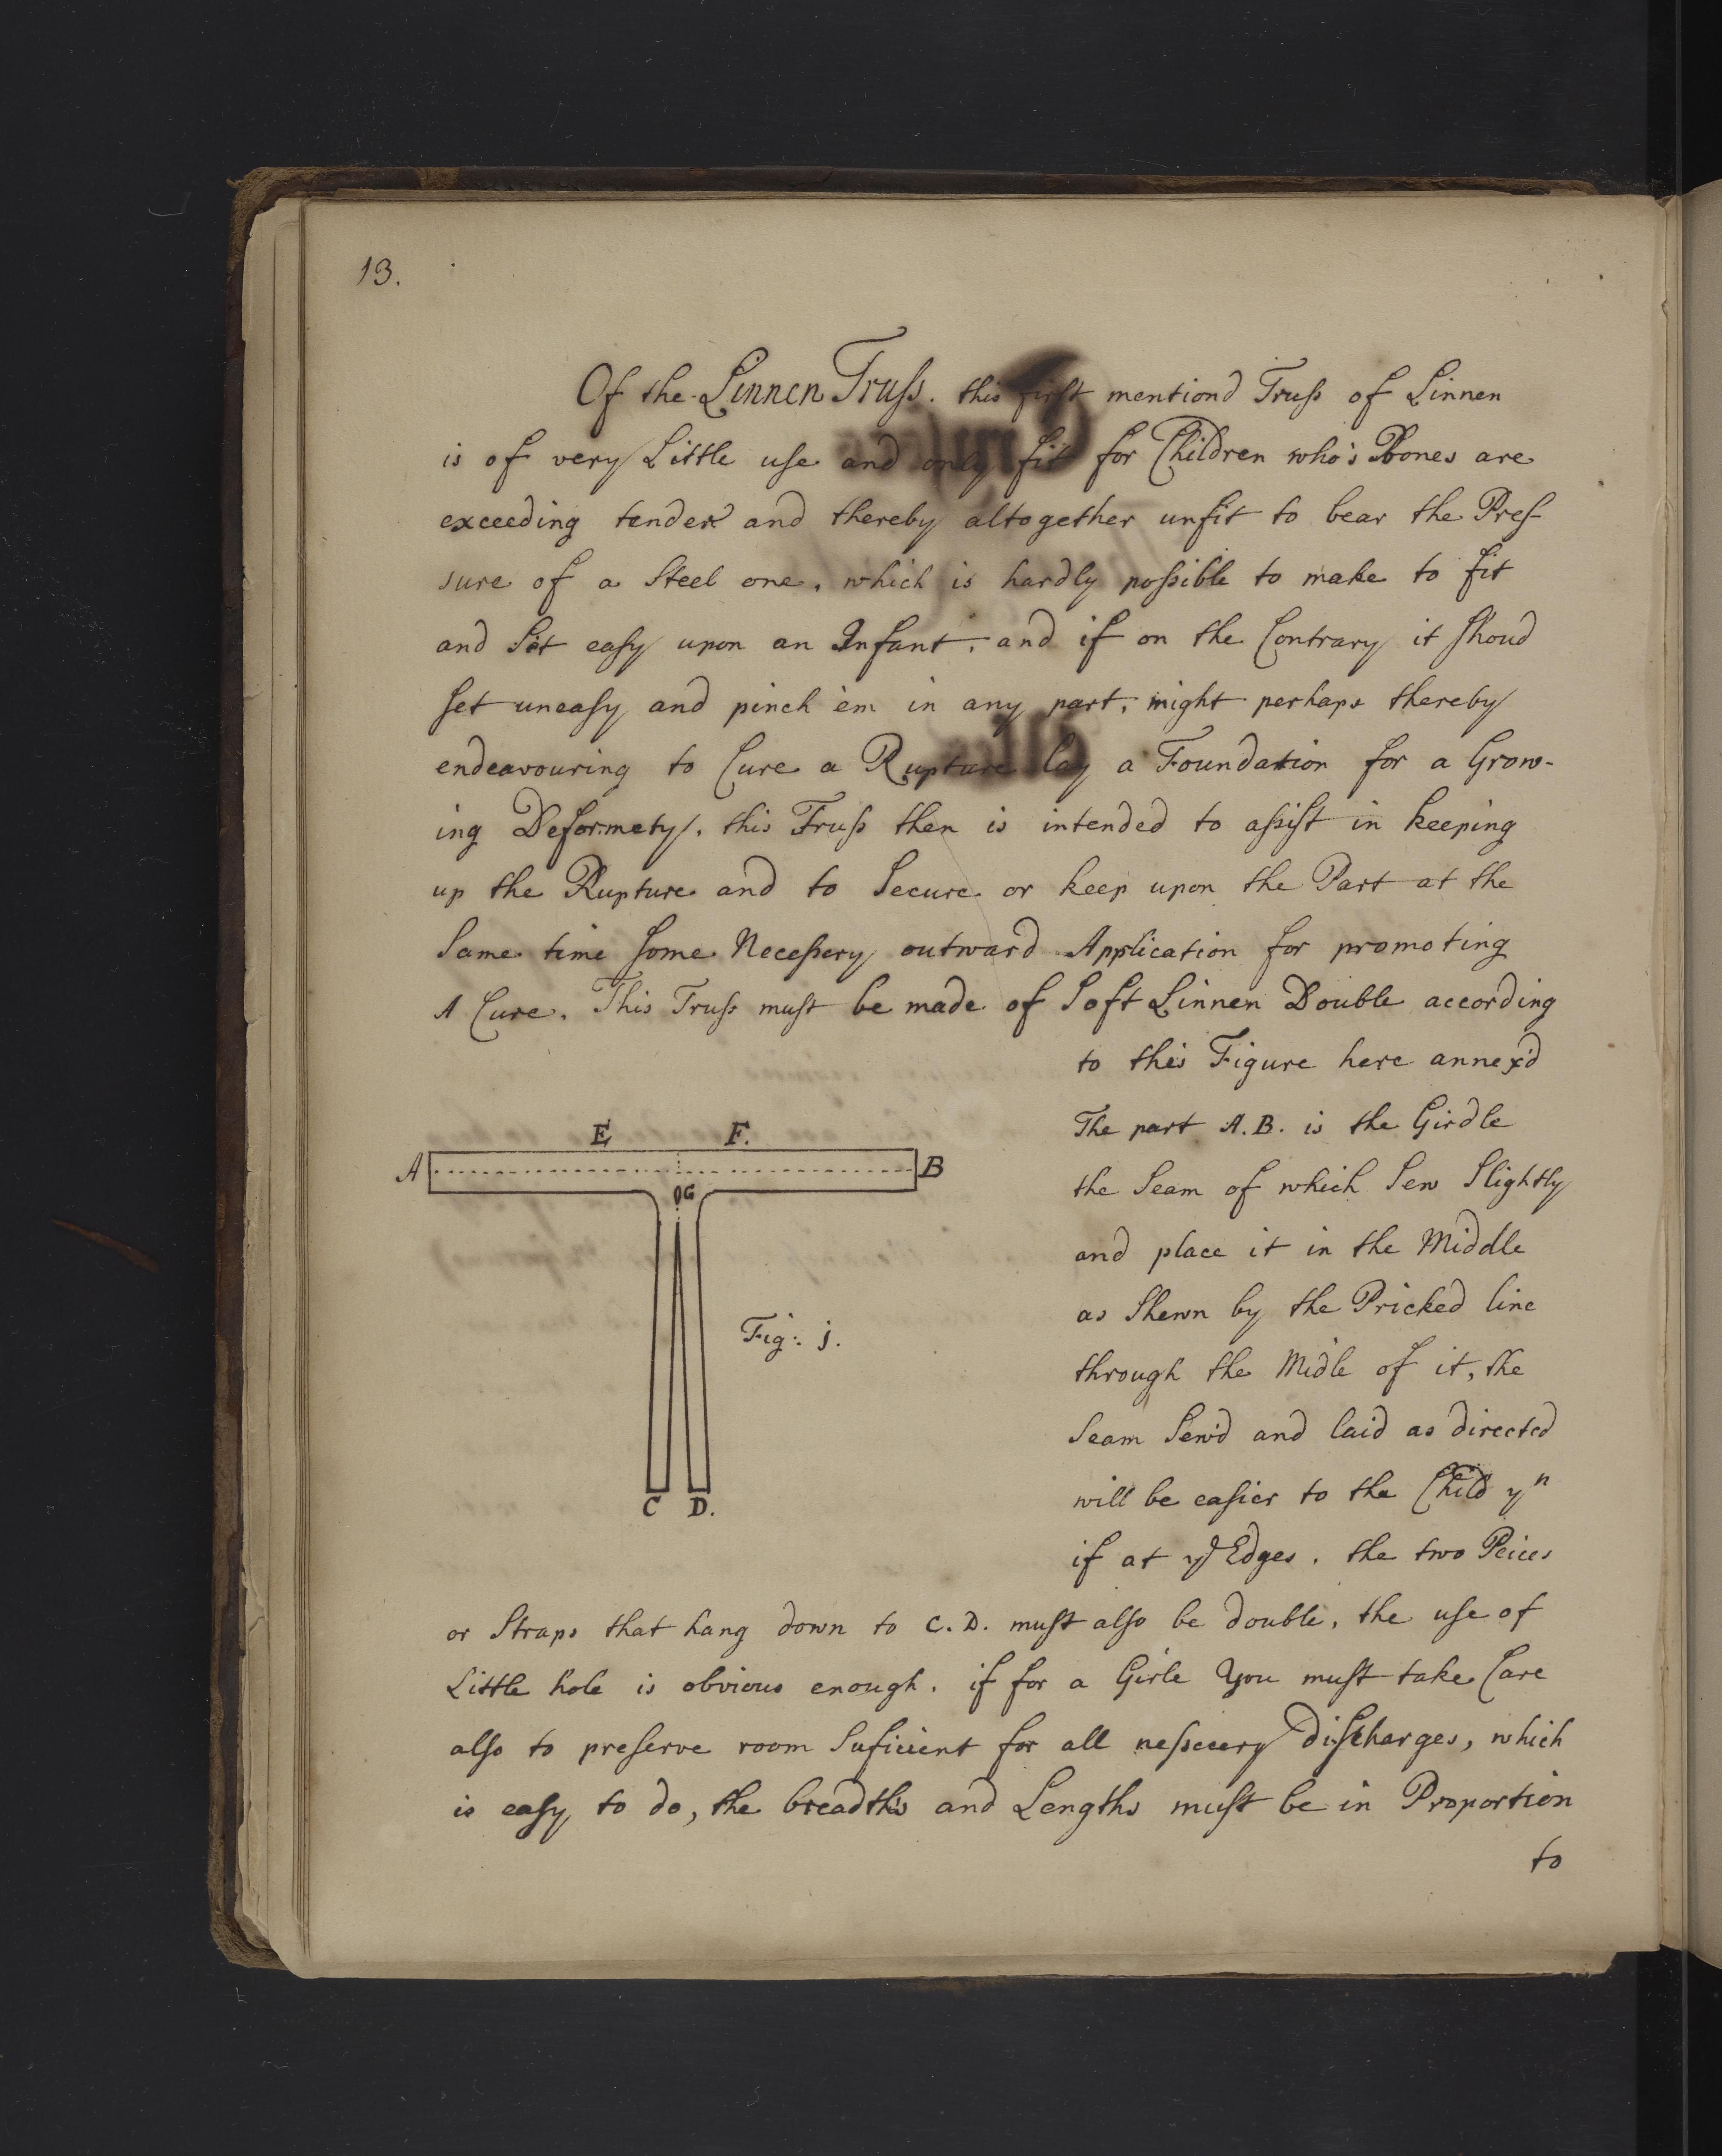 13.
Of the Linnen Truſs. this first mentiond Truſs of Linnen
is of very Little uſe and only fit for Children who's Bones are
exceeding tender and thereby altogether unfit to bear the Preſ-
sure of a Steel one, which is hardly poſsible to make to fit
and Sit eaſy upon an Infant, and if on the Contrary it Shoud
ſet uneaſy and pinch 'em in any part, might perhaps thereby
endeavouring to Cure a Rupture lay a Foundation for a Grow-
ing Deformety, this Truſs then is intended to aſsiſt in keeping
up the Rupture and to Secure or keep upon the Part at the
Same time ſome Neceſsery outward Application for promoting
A Cure. This Truſs muſt be made of Soft Linnen Double according
to this Figure here annex'd
The part A.B. is the Girdle
the Seam of which Sew Slightly
and place it in the Middle
as Shewn by the Pricked line
through the Midle of it, the
Seam Sew'd and laid as directed
will be eaſier to the Child yn
if at ye Edges. the two Peices
A
E
F.
B
G
Fig: j.
C D.
or Straps that hang down to C.D. muſt alſo be double, the uſe of
Little hole is obvious enough. if for a Girle You muſt take Care
alſo to preſerve room Suficient for all neſsecery diſcharges, which
is eaſy to do, the breadth's and Lengths muſt be in Proportion
to